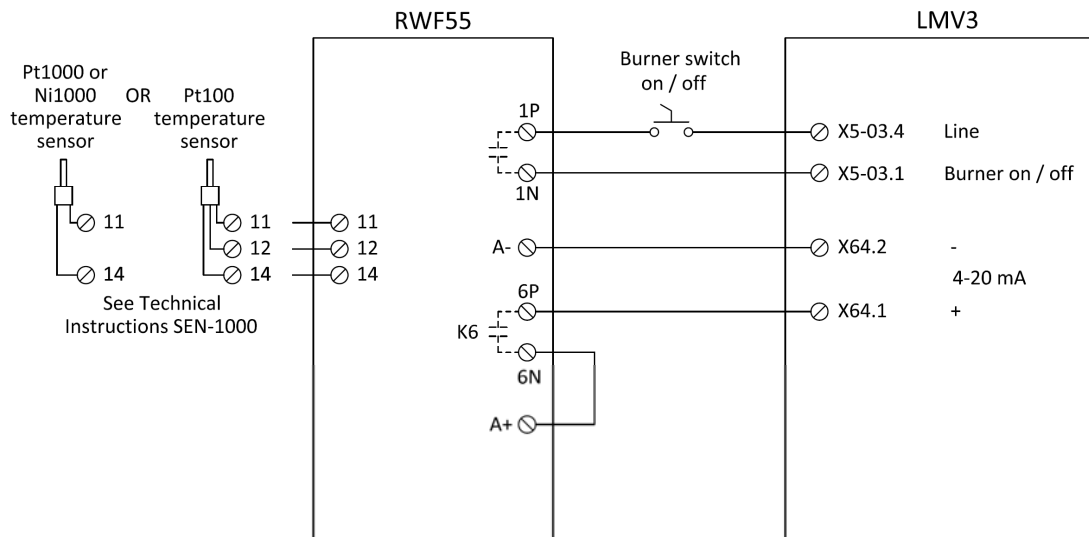 RWF55
LMV3
Pt1000 or
Ni1000
temperature
sensor
OR
Pt100
temperature
sensor
11
14
11
12
14
11
12
14
See Technical
Instructions SEN-1000
Burner switch
on / off
1P
1N
A-
6P
K6
6N
A+
X5-03.4 Line
X5-03.1 Burner on / off
X64.2 -
4-20 mA
X64.1 +